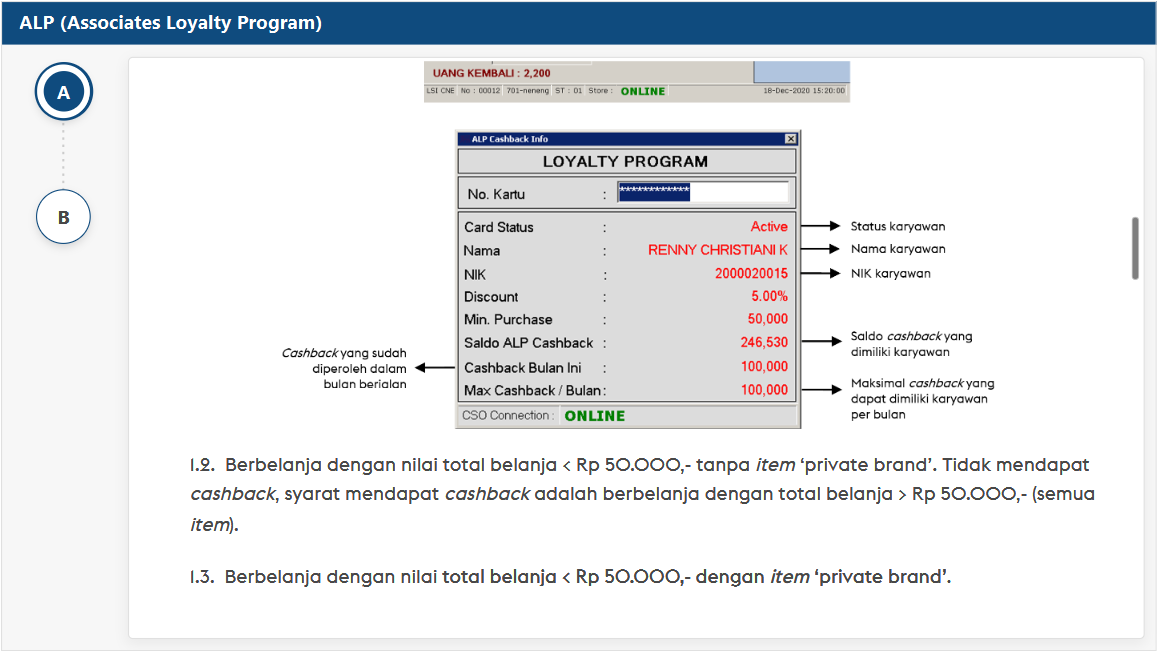 ALP (Associates Loyalty Program)
A
B
UANG KEMBALI : 2,200
LSI CNE No : 00012 701-neneng ST : 01 Store : ONLINE 18-Dec-2020 15:20:00
ALP Cashback Info
LOYALTY PROGRAM
No. Kartu : ************
Card Status : Active
Status karyawan
Nama : RENNY CHRISTIANI K
Nama karyawan
NIK : 2000020015
NIK karyawan
Discount : 5.00%
Min. Purchase : 50,000
Saldo ALP Cashback : 246,530
Saldo cashback yang
dimiliki karyawan
Cashback yang sudah
diperoleh dalam
bulan berialan
Cashback Bulan Ini : 100,000
Max Cashback / Bulan : 100,000
Maksimal cashback yang
dapat dimiliki karyawan
per bulan
CSO Connection : ONLINE
1.2. Berbelanja dengan nilai total belanja < Rp 50.000,- tanpa item ‘private brand’. Tidak mendapat
cashback, syarat mendapat cashback adalah berbelanja dengan total belanja > Rp 50.000,- (semua
item).
1.3. Berbelanja dengan nilai total belanja < Rp 50.000,- dengan item ‘private brand’.